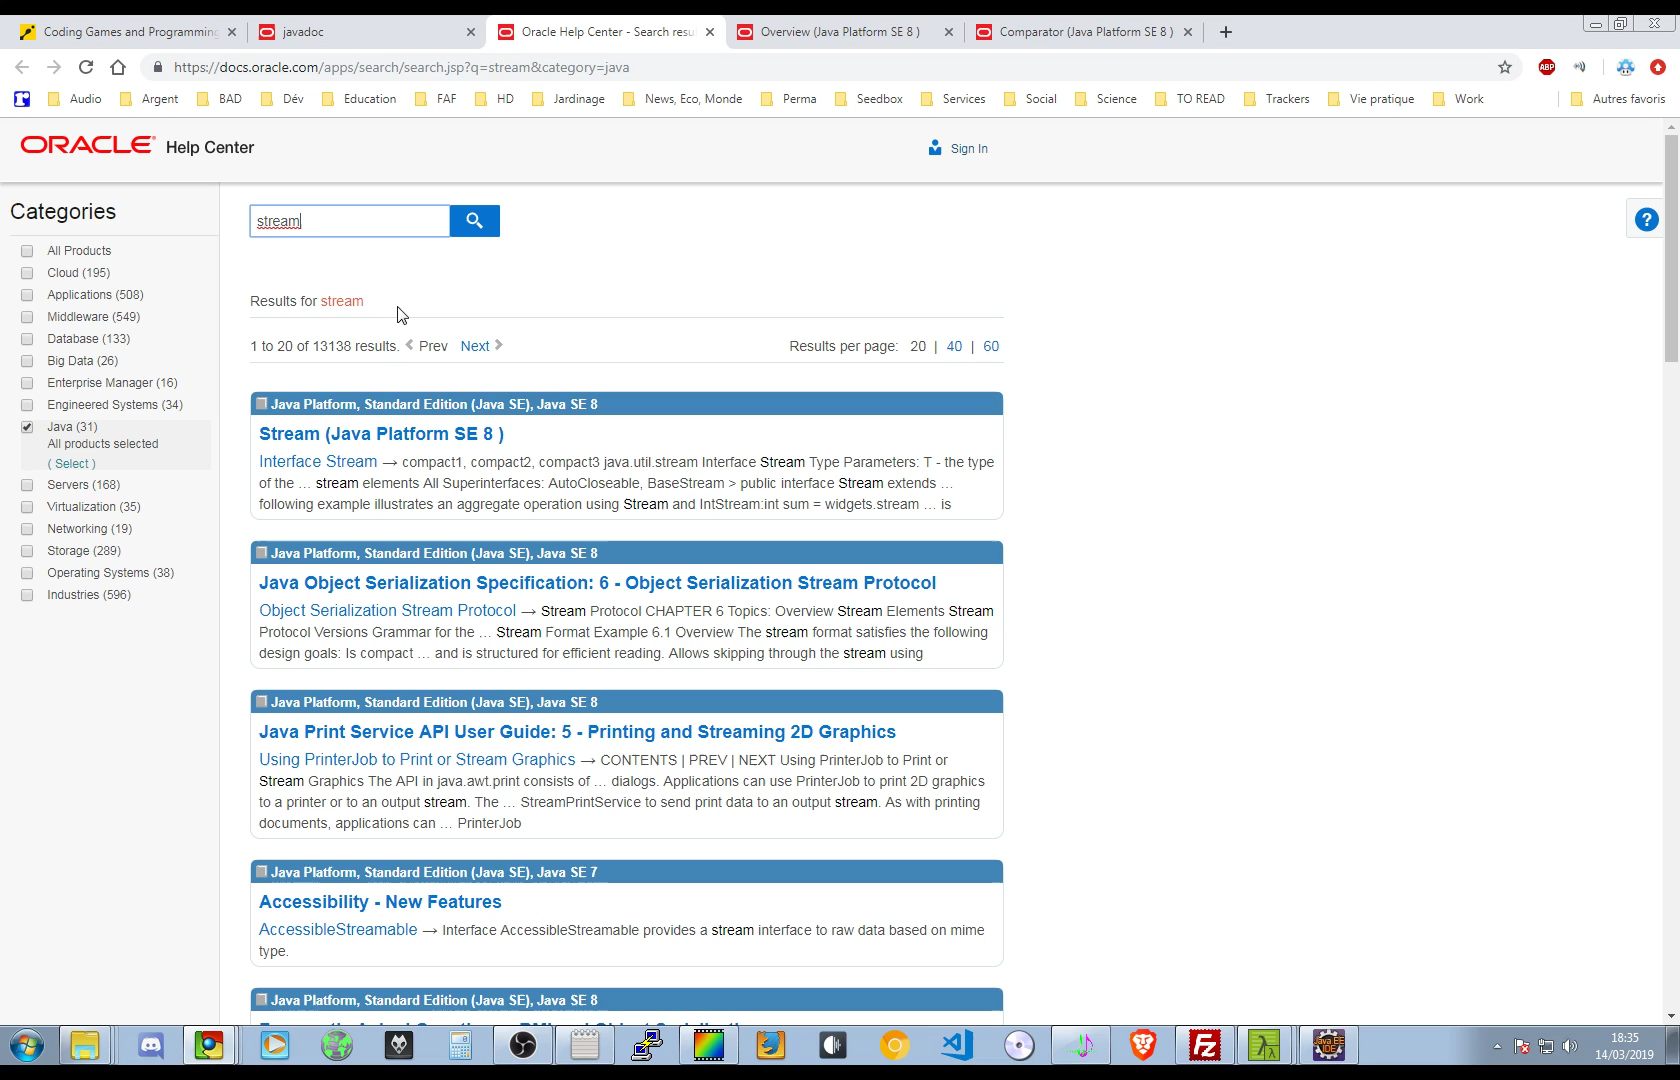 Coding Games and Programming
javadoc
Oracle Help Center - Search resu
Overview (Java Platform SE 8 )
Comparator (Java Platform SE 8 )
https://docs.oracle.com/apps/search/search.jsp?q=stream&category=java
ABP
Audio
Argent
BAD
Dév
Education
FAF
HD
Jardinage
News, Eco, Monde
Perma
Seedbox
Services
Social
Science
TO READ
Trackers
Vie pratique
Work
Autres favoris
ORACLE Help Center
Sign In
Categories
All Products
Cloud (195)
Applications (508)
Middleware (549)
Database (133)
Big Data (26)
Enterprise Manager (16)
Engineered Systems (34)
Java (31)
All products selected
( Select )
Servers (168)
Virtualization (35)
Networking (19)
Storage (289)
Operating Systems (38)
Industries (596)
stream
?
Results for stream
1 to 20 of 13138 results. Prev Next
Results per page: 20 | 40 | 60
Java Platform, Standard Edition (Java SE), Java SE 8
Stream (Java Platform SE 8 )
Interface Stream → compact1, compact2, compact3 java.util.stream Interface Stream Type Parameters: T - the type
of the ... stream elements All Superinterfaces: AutoCloseable, BaseStream > public interface Stream extends ...
following example illustrates an aggregate operation using Stream and IntStream:int sum = widgets.stream ... is
Java Platform, Standard Edition (Java SE), Java SE 8
Java Object Serialization Specification: 6 - Object Serialization Stream Protocol
Object Serialization Stream Protocol → Stream Protocol CHAPTER 6 Topics: Overview Stream Elements Stream
Protocol Versions Grammar for the ... Stream Format Example 6.1 Overview The stream format satisfies the following
design goals: Is compact ... and is structured for efficient reading. Allows skipping through the stream using
Java Platform, Standard Edition (Java SE), Java SE 8
Java Print Service API User Guide: 5 - Printing and Streaming 2D Graphics
Using PrinterJob to Print or Stream Graphics → CONTENTS | PREV | NEXT Using PrinterJob to Print or
Stream Graphics The API in java.awt.print consists of ... dialogs. Applications can use PrinterJob to print 2D graphics
to a printer or to an output stream. The ... StreamPrintService to send print data to an output stream. As with printing
documents, applications can ... PrinterJob
Java Platform, Standard Edition (Java SE), Java SE 7
Accessibility - New Features
AccessibleStreamable → Interface AccessibleStreamable provides a stream interface to raw data based on mime
type.
Java Platform, Standard Edition (Java SE), Java SE 8
Fz
Java EE
IDE
18:35
14/03/2019